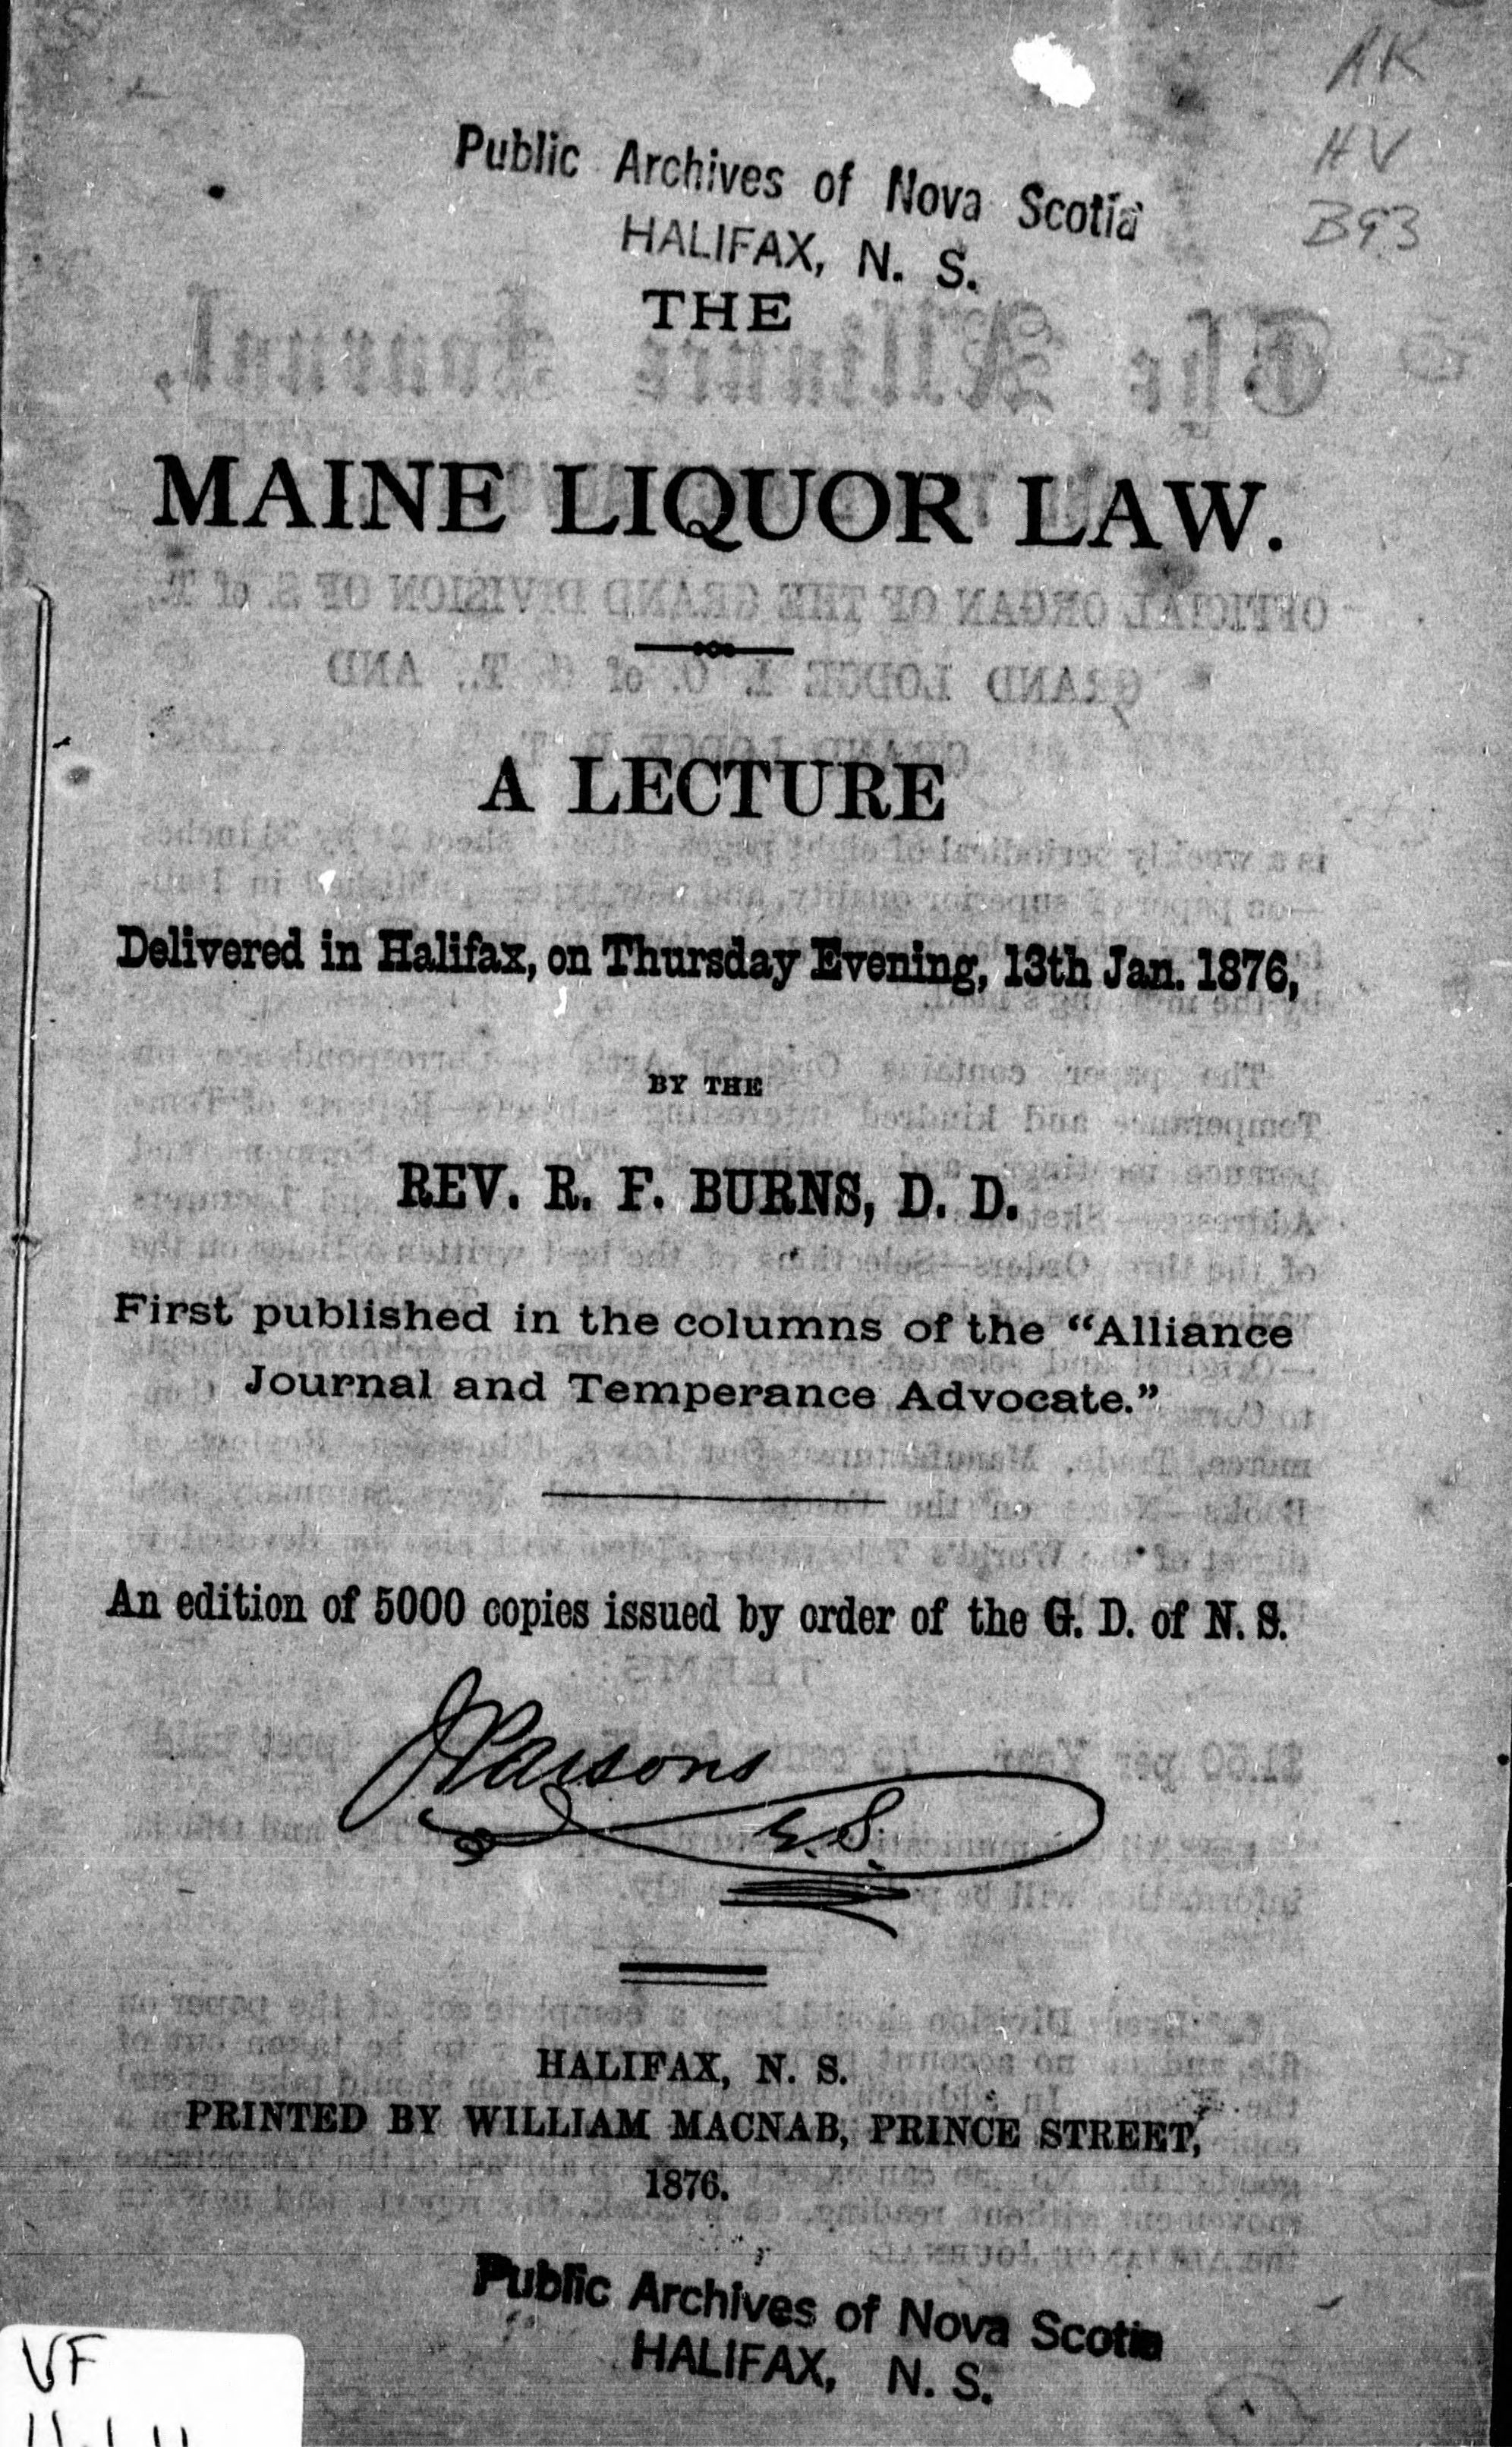 AK
HV
B93
Public Archives of Nova Scotia
HALIFAX, N. S.
THE
MAINE LIQUOR LAW.
A LECTURE
Delivered in Halifax, on Thursday Evening, 13th Jan. 1876,
BY THE
REV. R. F. BURNS, D. D.
First published in the columns of the “Alliance
Journal and Temperance Advocate.”
An edition of 5000 copies issued by order of the G. D. of N. S.
J Parsons
G.S.
HALIFAX, N. S.
PRINTED BY WILLIAM MACNAB, PRINCE STREET,
1876.
Public Archives of Nova Scotia
HALIFAX, N. S.
VF